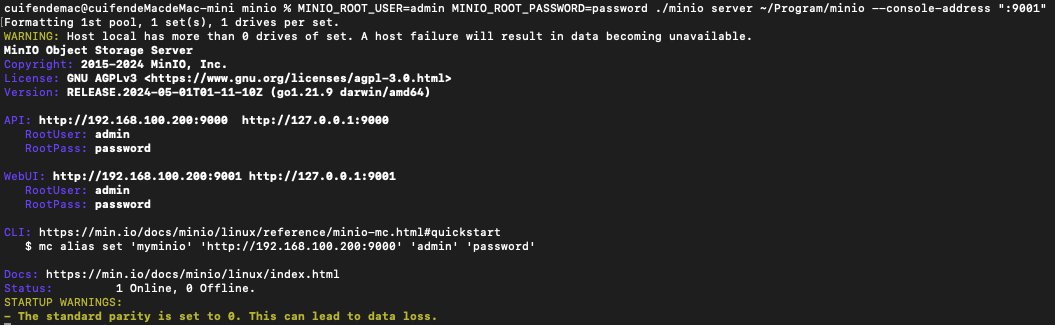 cuifendemac@cuifendeMacdeMac-mini minio % MINIO_ROOT_USER=admin MINIO_ROOT_PASSWORD=password ./minio server ~/Program/minio --console-address ":9001"
Formatting 1st pool, 1 set(s), 1 drives per set.
WARNING: Host local has more than 0 drives of set. A host failure will result in data becoming unavailable.
MinIO Object Storage Server
Copyright: 2015-2024 MinIO, Inc.
License: GNU AGPLv3 <https://www.gnu.org/licenses/agpl-3.0.html>
Version: RELEASE.2024-05-01T01-11-10Z (go1.21.9 darwin/amd64)
API: http://192.168.100.200:9000  http://127.0.0.1:9000
RootUser: admin
RootPass: password
WebUI: http://192.168.100.200:9001 http://127.0.0.1:9001
RootUser: admin
RootPass: password
CLI: https://min.io/docs/minio/linux/reference/minio-mc.html#quickstart
$ mc alias set 'myminio' 'http://192.168.100.200:9000' 'admin' 'password'
Docs: https://min.io/docs/minio/linux/index.html
Status:         1 Online, 0 Offline.
STARTUP WARNINGS:
- The standard parity is set to 0. This can lead to data loss.